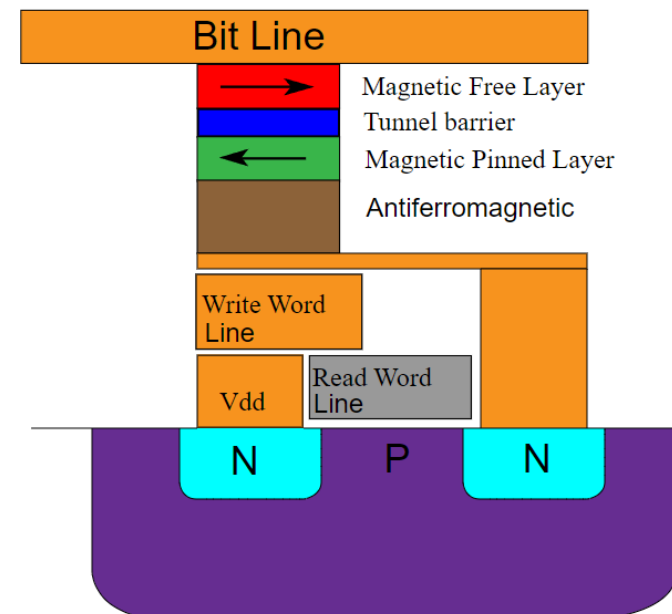 Bit Line
Magnetic Free Layer
Tunnel barrier
Magnetic Pinned Layer
Antiferromagnetic
Write Word
Line
Vdd
Read Word
Line
N
P
N